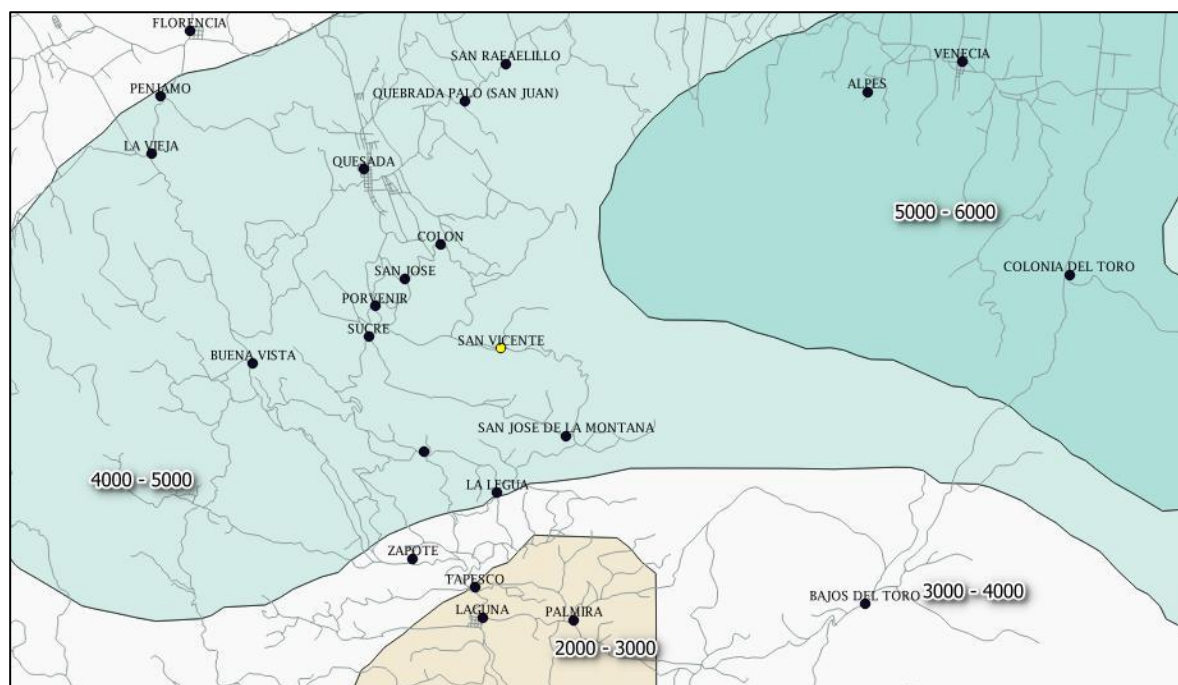 FLORENCIA
SAN RAFAELILLO
VENECIA
PENJAMO
QUEBRADA PALO (SAN JUAN)
ALPES
LA VIEJA
QUESADA
5000 - 6000
COLON
SAN JOSE
COLONIA DEL TORO
PORVENIR
SUCRE
SAN VICENTE
BUENA VISTA
SAN JOSE DE LA MONTANA
4000 - 5000
LA LEGUA
ZAPOTE
TAPESCO
BAJOS DEL TORO
3000 - 4000
LAGUNA
PALMIRA
2000 - 3000